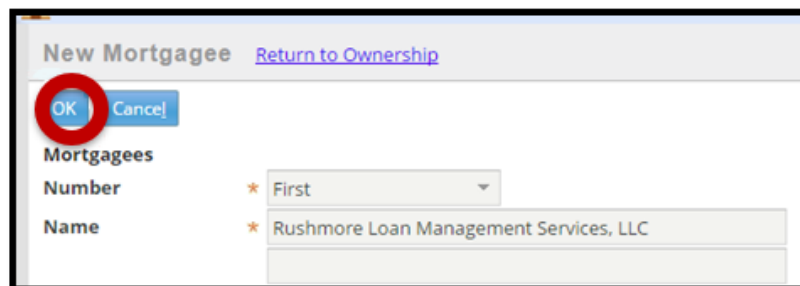 New Mortgagee Return to Ownership
OK Cancel
Mortgagees
Number * First
Name * Rushmore Loan Management Services, LLC